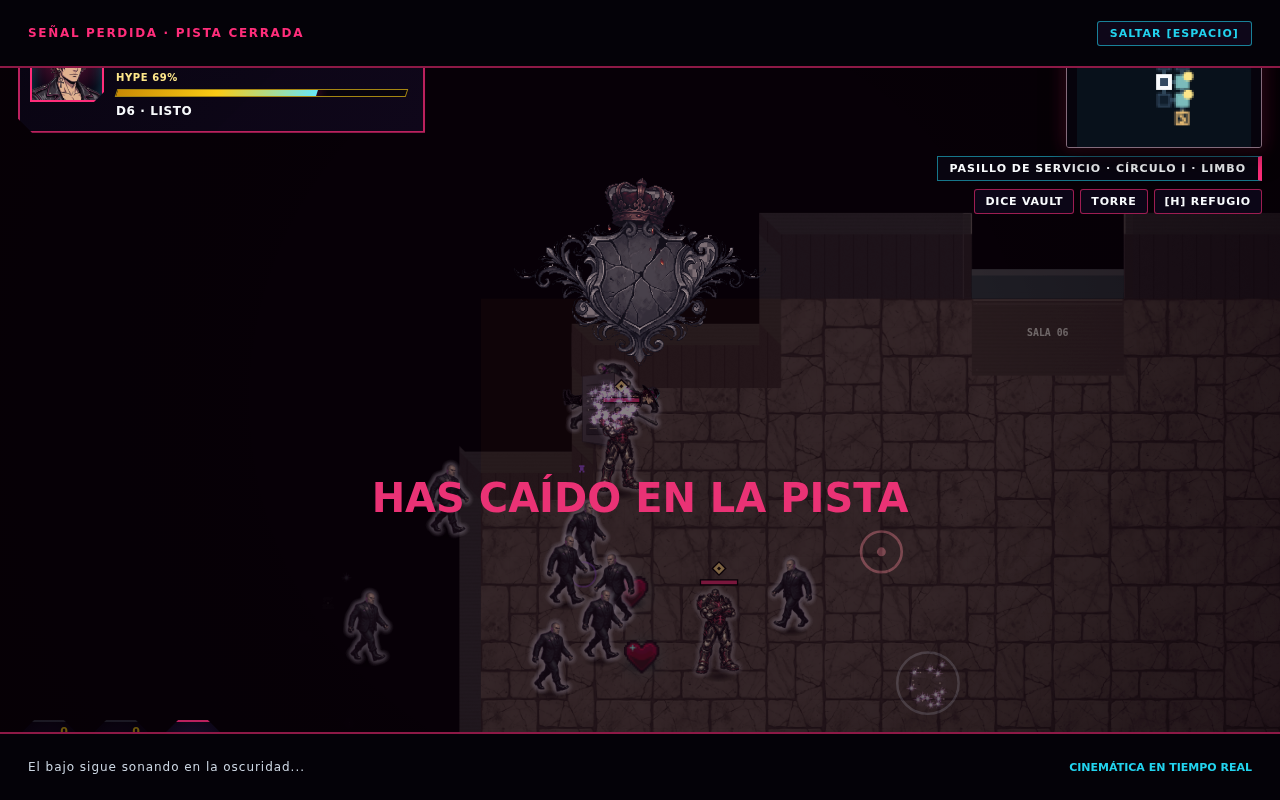 SEÑAL PERDIDA · PISTA CERRADA
SALTAR [ESPACIO]
HYPE 69%
D6 · LISTO
PASILLO DE SERVICIO · CÍRCULO I · LIMBO
DICE VAULT
TORRE
[H] REFUGIO
SALA 06
X
HAS CAÍDO EN LA PISTA
El bajo sigue sonando en la oscuridad...
CINEMÁTICA EN TIEMPO REAL